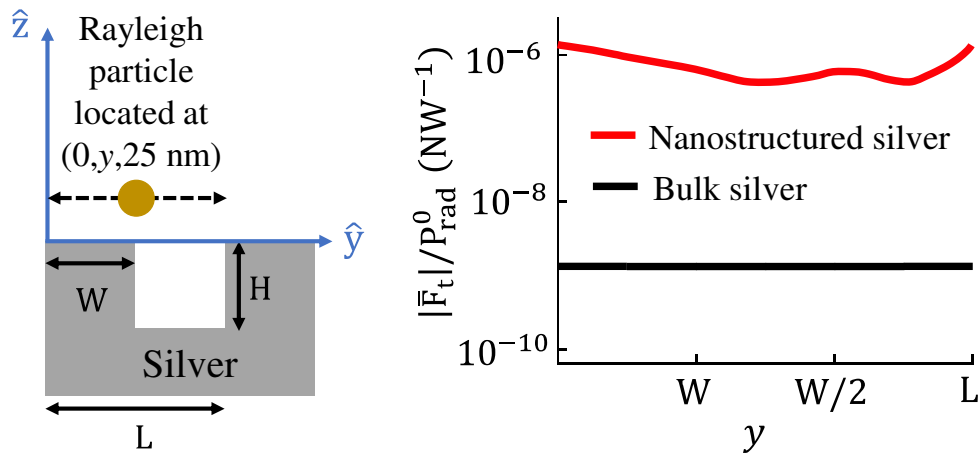 ẑ
Rayleigh
particle
located at
(0,y,25 nm)
ŷ
W
H
Silver
L
|F̿ₜ|/P⁰_rad (NW⁻¹)
10⁻⁶
10⁻⁸
10⁻¹⁰
Nanostructured silver
Bulk silver
W
W/2
L
y